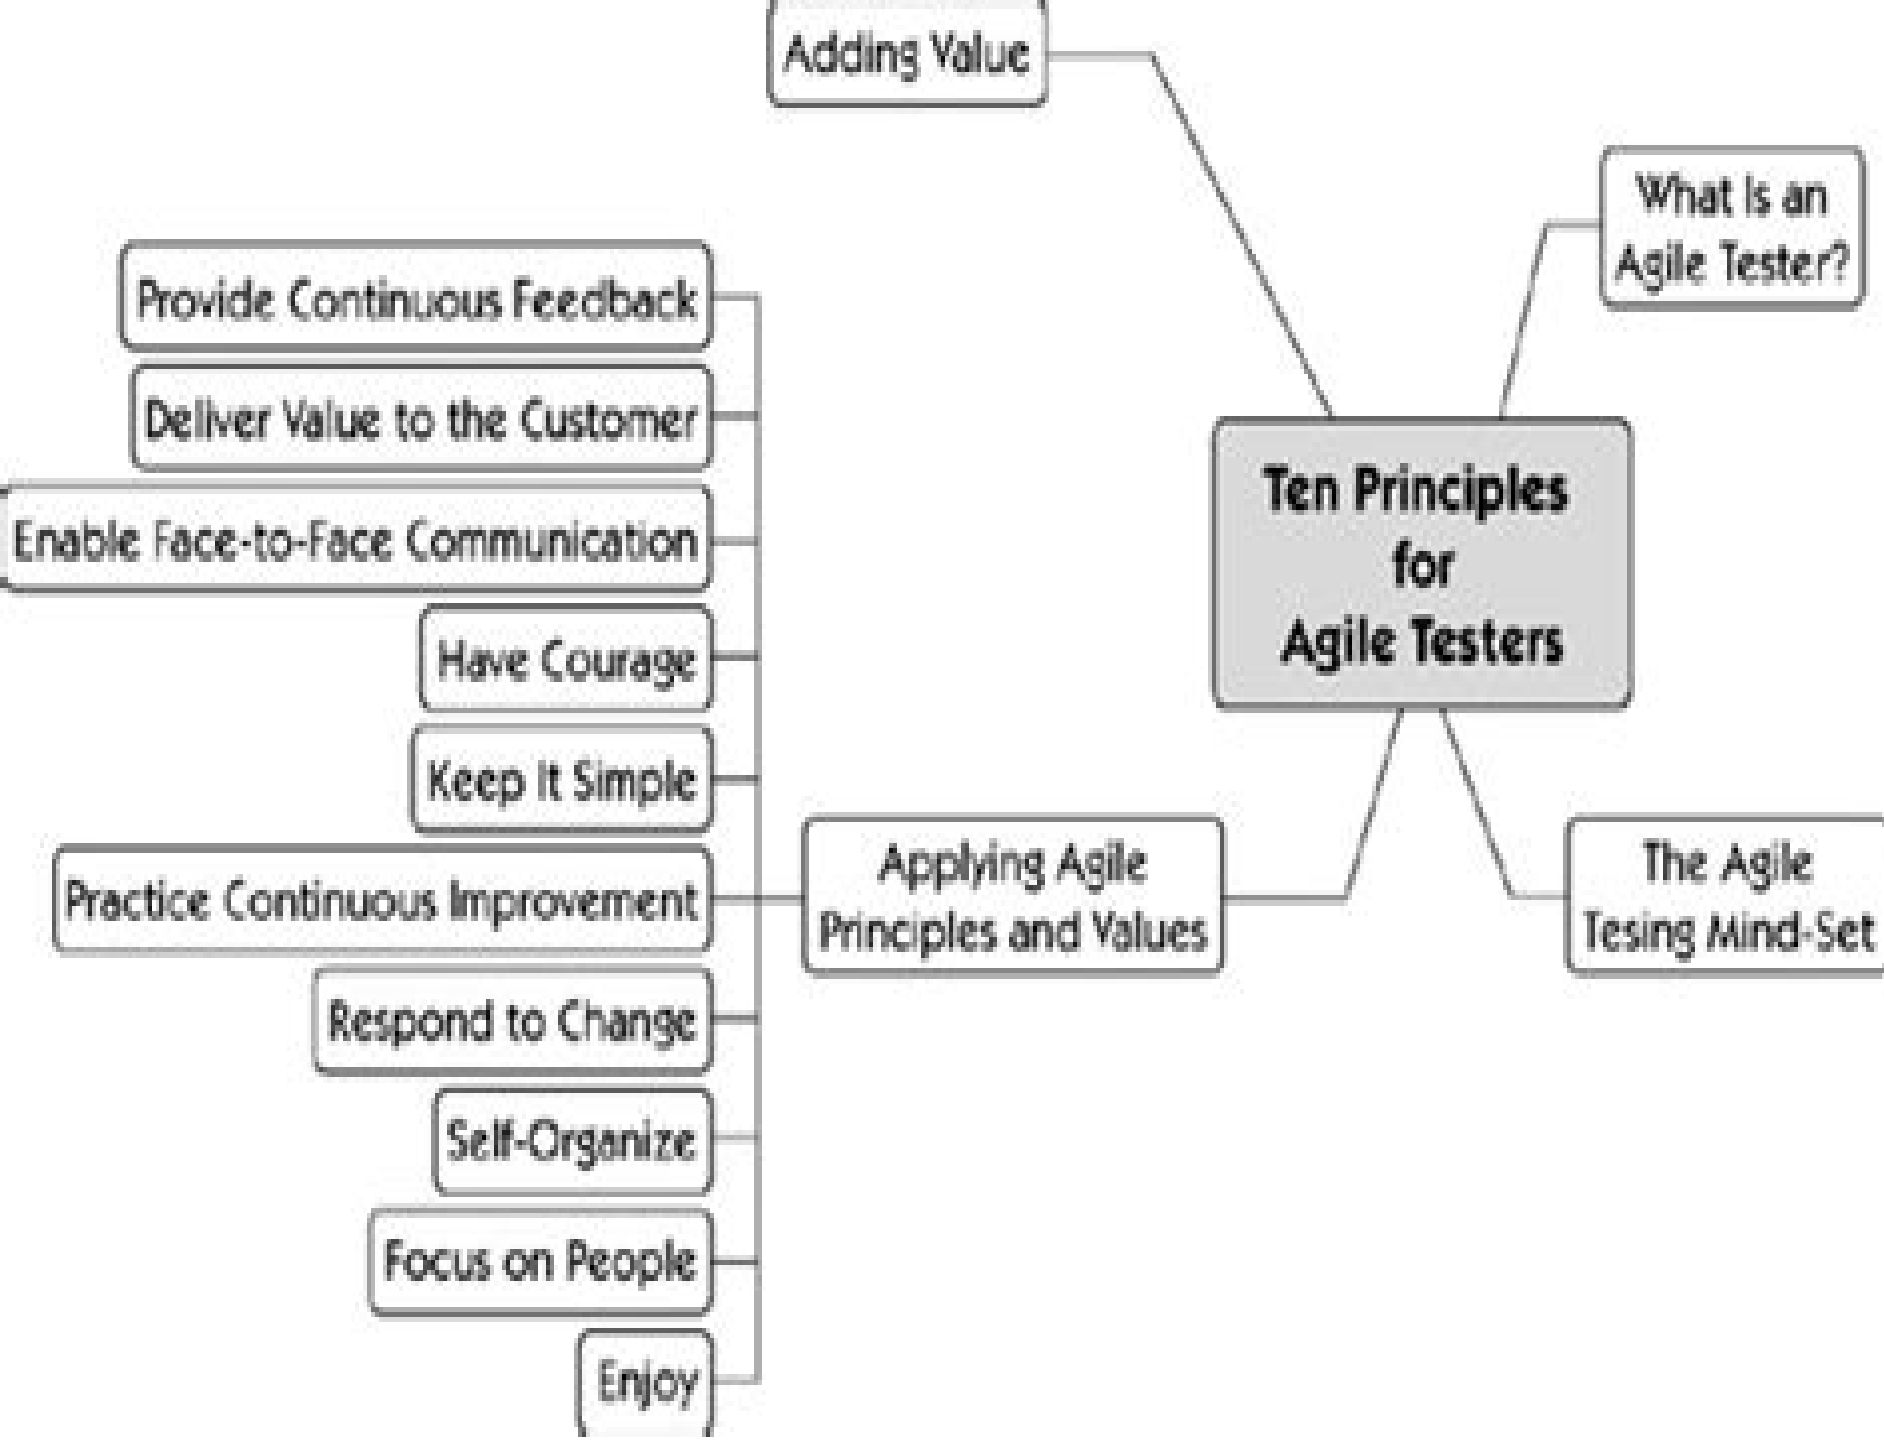 Adding Value
What is an
Agile Tester?
Provide Continuous Feedback
Deliver Value to the Customer
Enable Face-to-Face Communication
Have Courage
Keep It Simple
Practice Continuous Improvement
Respond to Change
Self-Organize
Focus on People
Enjoy
Ten Principles
for
Agile Testers
Applying Agile
Principles and Values
The Agile
Tesing Mind-Set